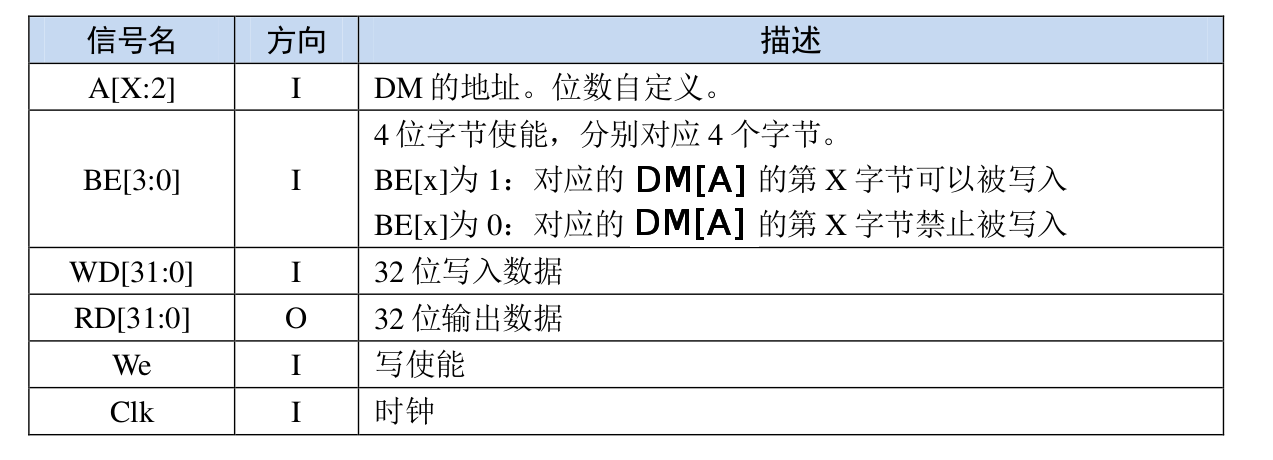 信号名 方向 描述
A[X:2] I DM 的地址。位数自定义。
BE[3:0] I 4 位字节使能，分别对应 4 个字节。
BE[x]为 1：对应的 DM[A] 的第 X 字节可以被写入
BE[x]为 0：对应的 DM[A] 的第 X 字节禁止被写入
WD[31:0] I 32 位写入数据
RD[31:0] O 32 位输出数据
We I 写使能
Clk I 时钟